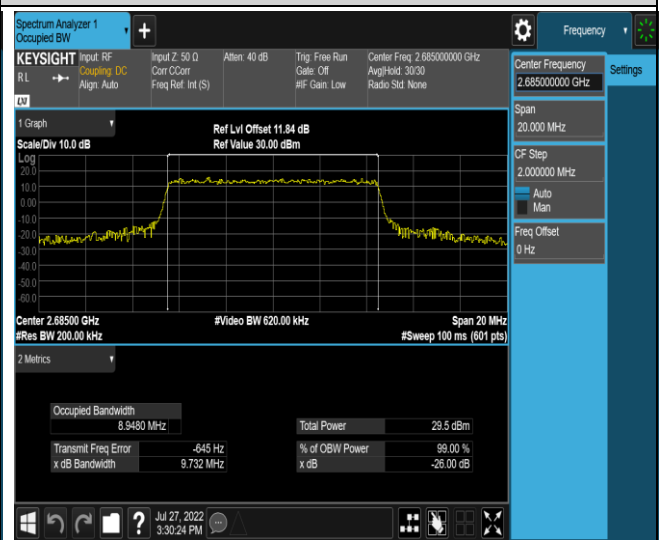 Spectrum Analyzer 1
Occupied BW
Frequency
KEYSIGHT Input: RF Input Z: 50 Ω Atten: 40 dB Trig: Free Run Center Freq: 2.685000000 GHz
RL Coupling: DC Corr CCorr Gate: Off Avg|Hold: 30/30
Align: Auto Freq Ref: Int (S) #IF Gain: Low Radio Std: None
LXI
Center Frequency
2.685000000 GHz
Settings
Span
20.000 MHz
CF Step
2.000000 MHz
Auto
Man
Freq Offset
0 Hz
1 Graph
Ref Lvl Offset 11.84 dB
Scale/Div 10.0 dB Ref Value 30.00 dBm
Log
20.0
10.0
0.00
-10.0
-20.0
-30.0
-40.0
-50.0
-60.0
Center 2.68500 GHz #Video BW 620.00 kHz Span 20 MHz
#Res BW 200.00 kHz #Sweep 100 ms (601 pts)
2 Metrics
Occupied Bandwidth
8.9480 MHz
Total Power 29.5 dBm
Transmit Freq Error -645 Hz % of OBW Power 99.00 %
x dB Bandwidth 9.732 MHz x dB -26.00 dB
?
Jul 27, 2022
3:30:24 PM